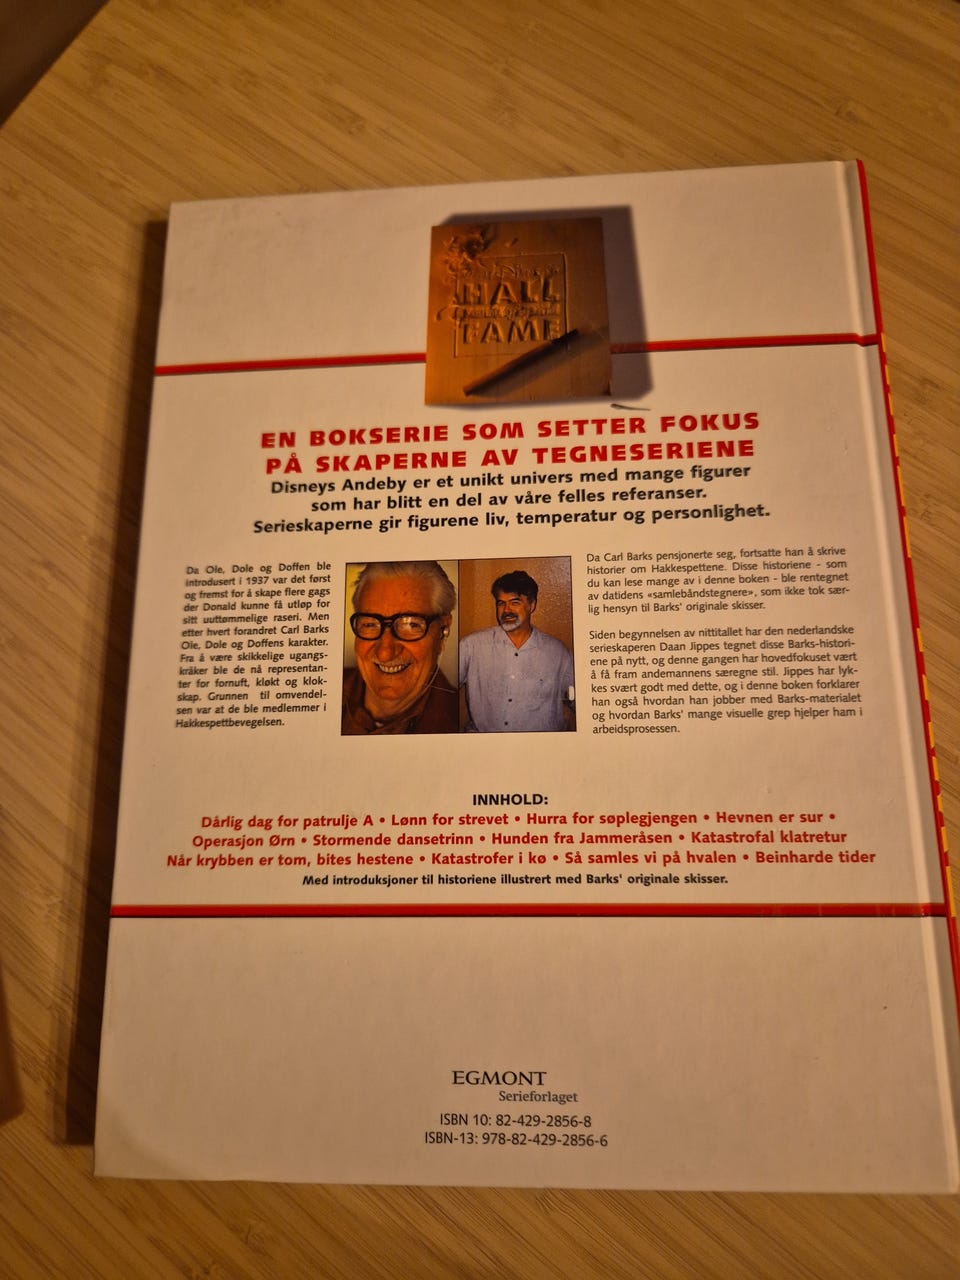 HALL
FAME
EN BOKSERIE SOM SETTER FOKUS
PÅ SKAPERNE AV TEGNESERIENE
Disneys Andeby er et unikt univers med mange figurer
som har blitt en del av våre felles referanser.
Serieskaperne gir figurene liv, temperatur og personlighet.
Da Ole, Dole og Doffen ble
introdusert i 1937 var det først
og fremst for å skape flere gags
der Donald kunne få utløp for
sitt uuttømmelige raseri. Men
etter hvert forandret Carl Barks
Ole, Dole og Doffens karakter.
Fra å være skikkelige ugangs-
kråker ble de nå representan-
ter for fornuft, kløkt og klok-
skap. Grunnen til omvendel-
sen var at de ble medlemmer i
Hakkespettbevegelsen.
Da Carl Barks pensjonerte seg, fortsatte han å skrive
historier om Hakkespettene. Disse historiene - som
du kan lese mange av i denne boken - ble rentegnet
av datidens «samlebåndstegnere», som ikke tok sær-
lig hensyn til Barks' originale skisser.
Siden begynnelsen av nittitallet har den nederlandske
serieskaperen Daan Jippes tegnet disse Barks-histori-
ene på nytt, og denne gangen har hovedfokuset vært
å få fram andemannens særegne stil. Jippes har lyk-
kes svært godt med dette, og i denne boken forklarer
han også hvordan han jobber med Barks-materialet
og hvordan Barks' mange visuelle grep hjelper ham i
arbeidsprosessen.
INNHOLD:
Dårlig dag for patrulje A • Lønn for strevet • Hurra for søplegjengen • Hevnen er sur •
Operasjon Ørn • Stormende dansetrinn • Hunden fra Jammeråsen • Katastrofal klatretur
Når krybben er tom, bites hestene • Katastrofer i kø • Så samles vi på hvalen • Beinharde tider
Med introduksjoner til historiene illustrert med Barks' originale skisser.
EGMONT
Serieforlaget
ISBN 10: 82-429-2856-8
ISBN-13: 978-82-429-2856-6